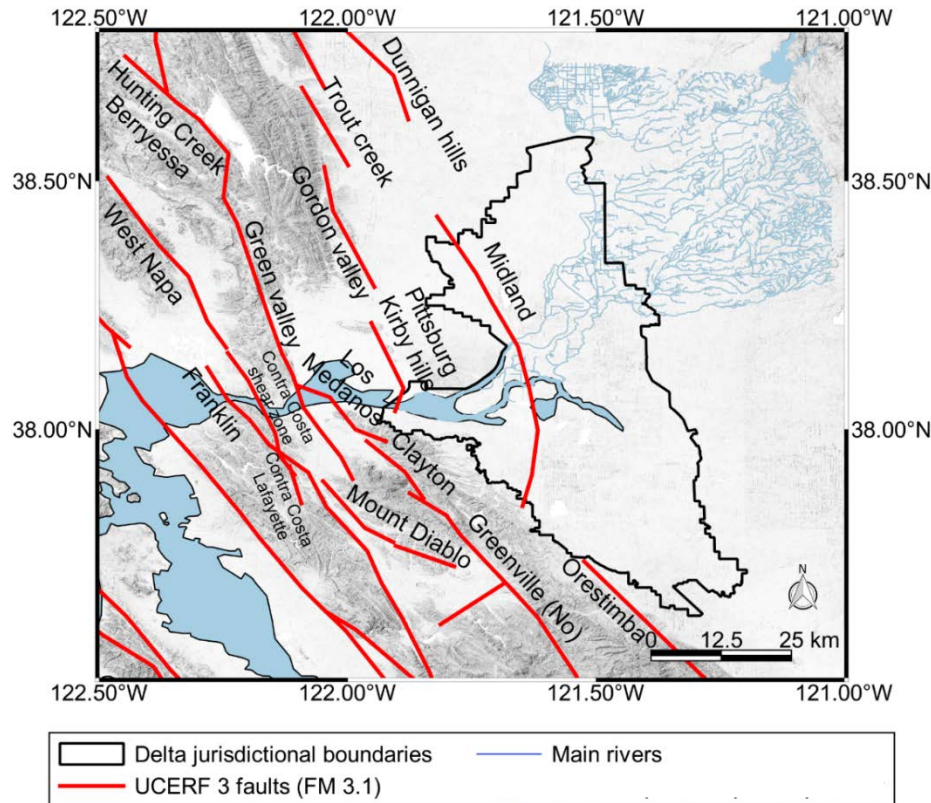 122.50°W 122.00°W 121.50°W 121.00°W
38.50°N 38.50°N
38.00°N 38.00°N
Hunting Creek
Berryessa
Trout creek
Dunnigan hills
West Napa
Green valley
Gordon valley
Midland
Pittsburg
Kirby hills
Los
Medanos
Franklin
Contra Costa
shear zone
Contra Costa
Lafayette
Clayton
Mount Diablo
Greenville (No)
Orestimba
N
0 12.5 25 km
122.50°W 122.00°W 121.50°W 121.00°W
Delta jurisdictional boundaries
Main rivers
UCERF 3 faults (FM 3.1)